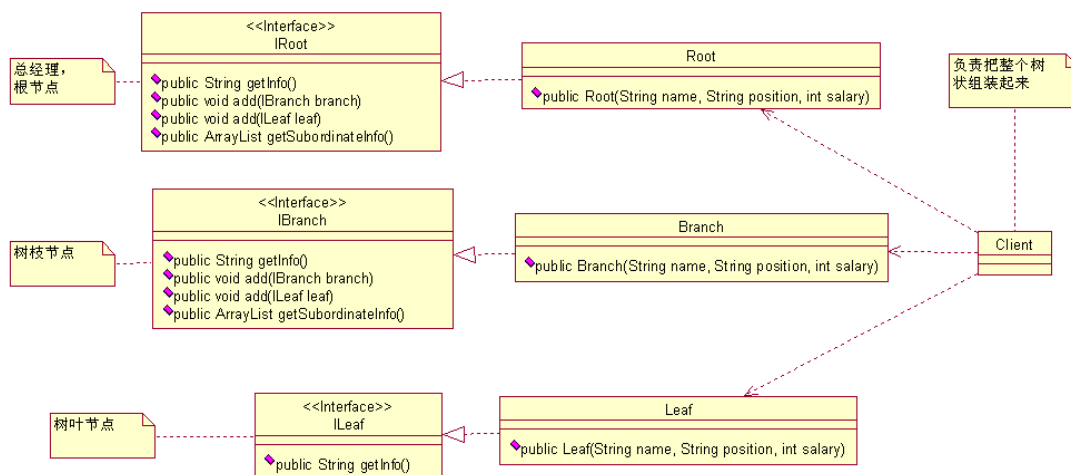 总经理，
根节点
<<Interface>>
IRoot
public String getInfo()
public void add(IBranch branch)
public void add(ILeaf leaf)
public ArrayList getSubordinateInfo()
Root
public Root(String name, String position, int salary)
负责把整个树
状组装起来
树枝节点
<<Interface>>
IBranch
public String getInfo()
public void add(IBranch branch)
public void add(ILeaf leaf)
public ArrayList getSubordinateInfo()
Branch
public Branch(String name, String position, int salary)
Client
树叶节点
<<Interface>>
ILeaf
public String getInfo()
Leaf
public Leaf(String name, String position, int salary)